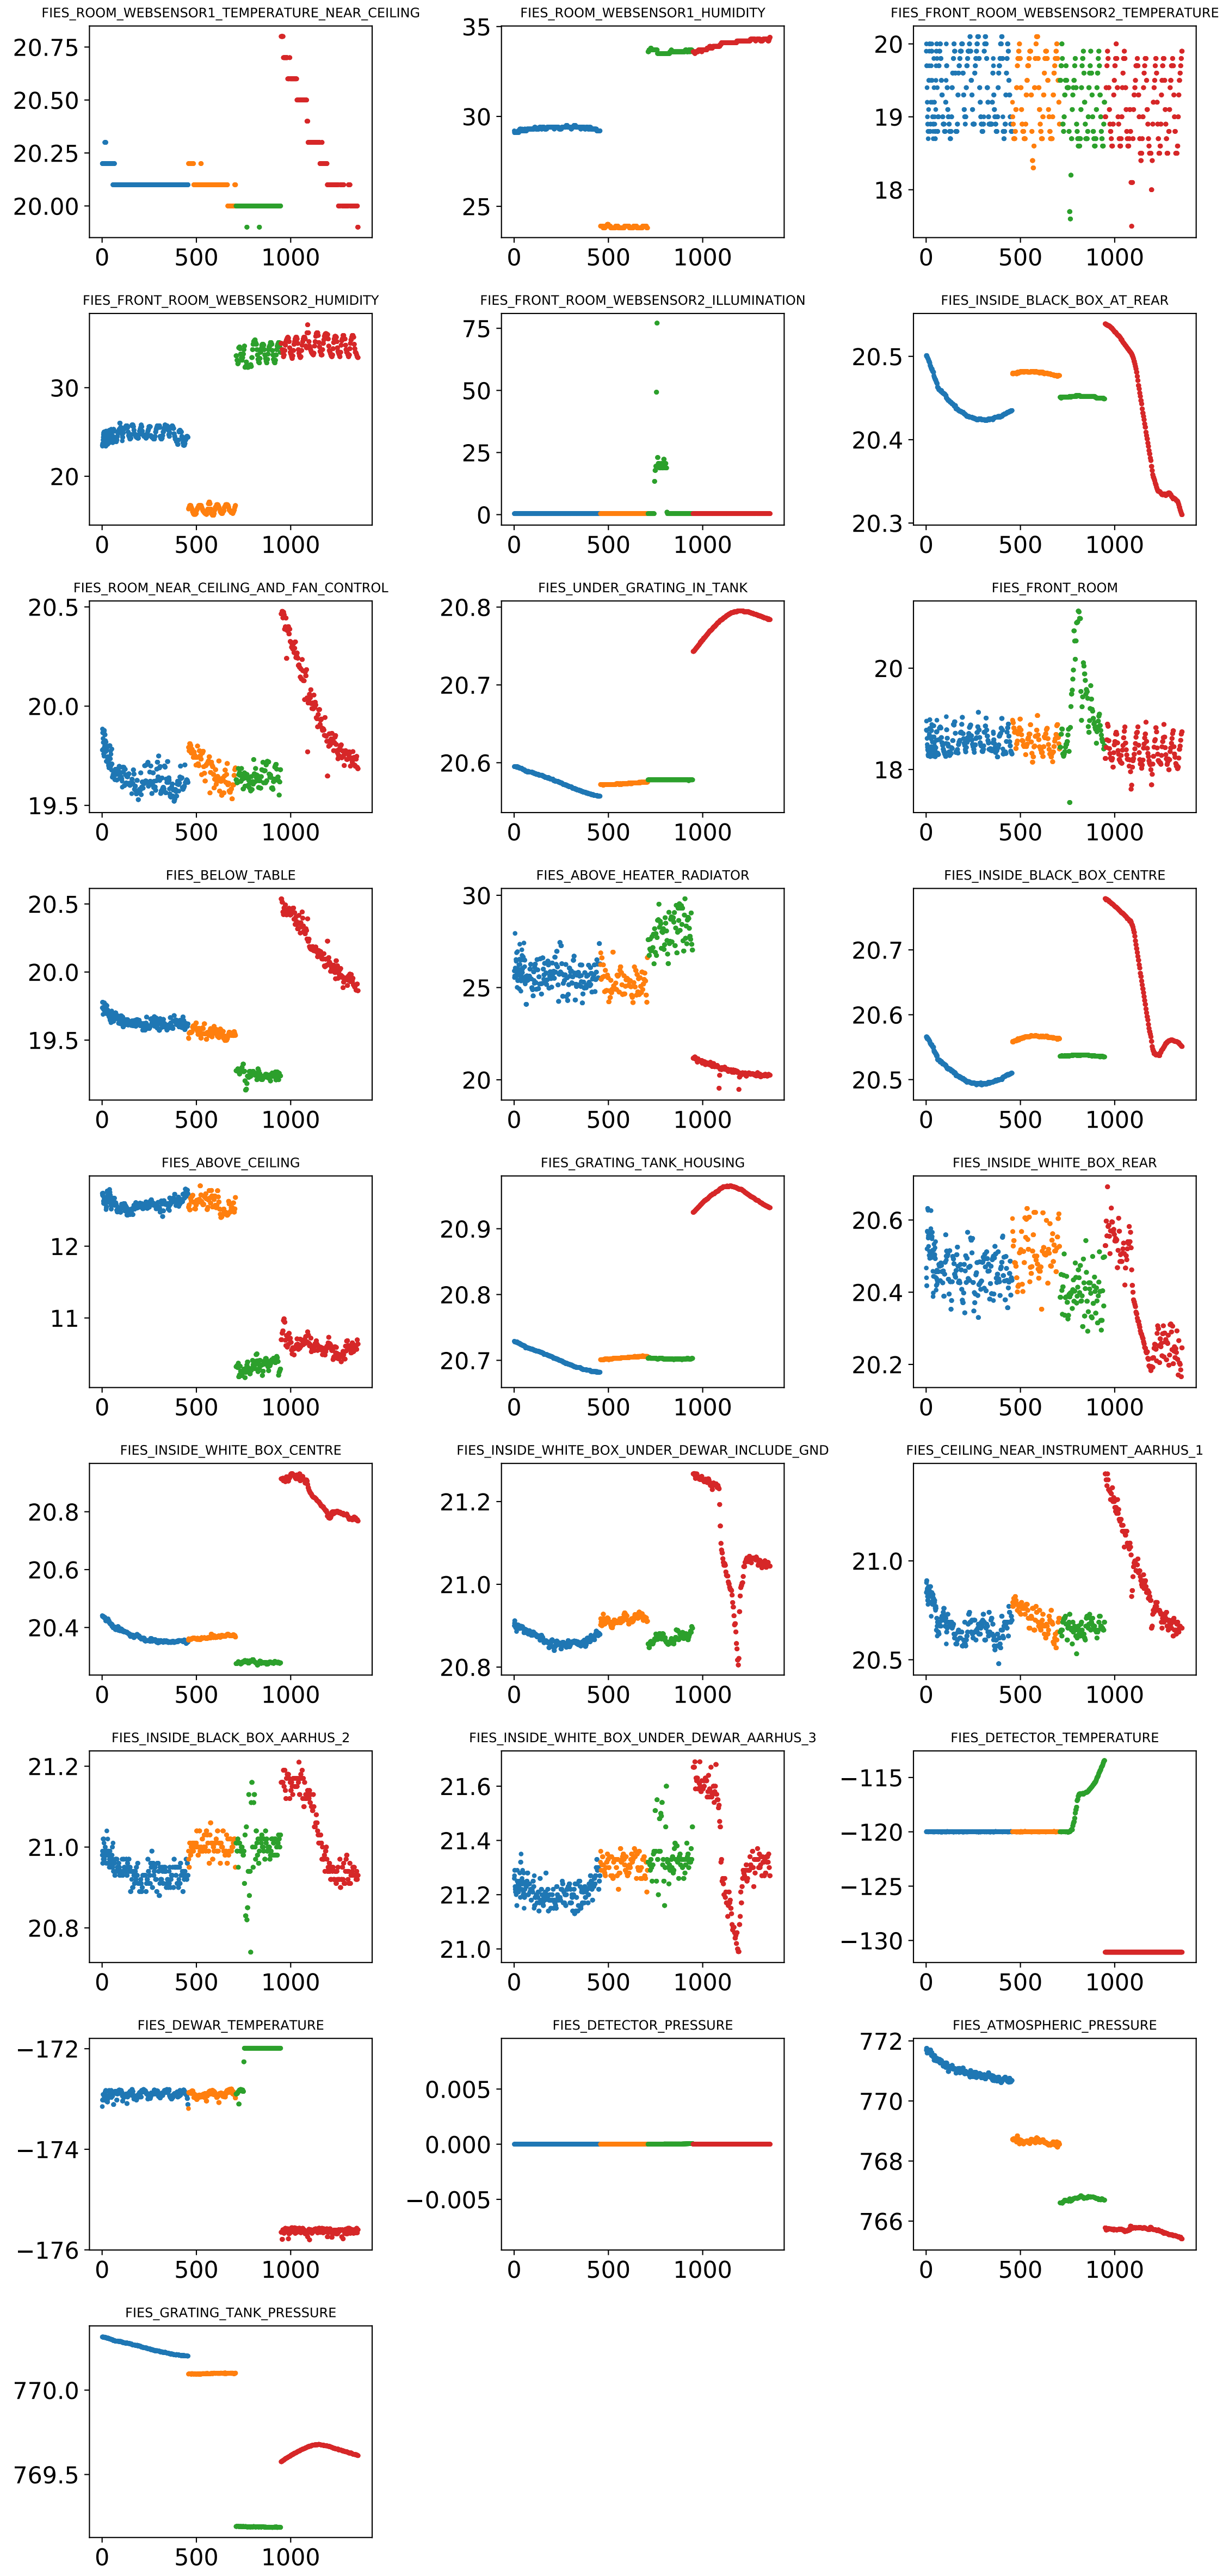 FIES_ROOM_WEBSENSOR1_TEMPERATURE_NEAR_CEILING
20.75
20.50
20.25
20.00
0 500 1000
FIES_ROOM_WEBSENSOR1_HUMIDITY
35
30
25
0 500 1000
FIES_FRONT_ROOM_WEBSENSOR2_TEMPERATURE
20
19
18
0 500 1000
FIES_FRONT_ROOM_WEBSENSOR2_HUMIDITY
30
20
0 500 1000
FIES_FRONT_ROOM_WEBSENSOR2_ILLUMINATION
75
50
25
0
0 500 1000
FIES_INSIDE_BLACK_BOX_AT_REAR
20.5
20.4
20.3
0 500 1000
FIES_ROOM_NEAR_CEILING_AND_FAN_CONTROL
20.5
20.0
19.5
0 500 1000
FIES_UNDER_GRATING_IN_TANK
20.8
20.7
20.6
0 500 1000
FIES_FRONT_ROOM
20
18
0 500 1000
FIES_BELOW_TABLE
20.5
20.0
19.5
0 500 1000
FIES_ABOVE_HEATER_RADIATOR
30
25
20
0 500 1000
FIES_INSIDE_BLACK_BOX_CENTRE
20.7
20.6
20.5
0 500 1000
FIES_ABOVE_CEILING
12
11
0 500 1000
FIES_GRATING_TANK_HOUSING
20.9
20.8
20.7
0 500 1000
FIES_INSIDE_WHITE_BOX_REAR
20.6
20.4
20.2
0 500 1000
FIES_INSIDE_WHITE_BOX_CENTRE
20.8
20.6
20.4
0 500 1000
FIES_INSIDE_WHITE_BOX_UNDER_DEWAR_INCLUDE_GND
21.2
21.0
20.8
0 500 1000
FIES_CEILING_NEAR_INSTRUMENT_AARHUS_1
21.0
20.5
0 500 1000
FIES_INSIDE_BLACK_BOX_AARHUS_2
21.2
21.0
20.8
0 500 1000
FIES_INSIDE_WHITE_BOX_UNDER_DEWAR_AARHUS_3
21.6
21.4
21.2
21.0
0 500 1000
FIES_DETECTOR_TEMPERATURE
−115
−120
−125
−130
0 500 1000
FIES_DEWAR_TEMPERATURE
−172
−174
−176
0 500 1000
FIES_DETECTOR_PRESSURE
0.005
0.000
−0.005
0 500 1000
FIES_ATMOSPHERIC_PRESSURE
772
770
768
766
0 500 1000
FIES_GRATING_TANK_PRESSURE
770.0
769.5
0 500 1000